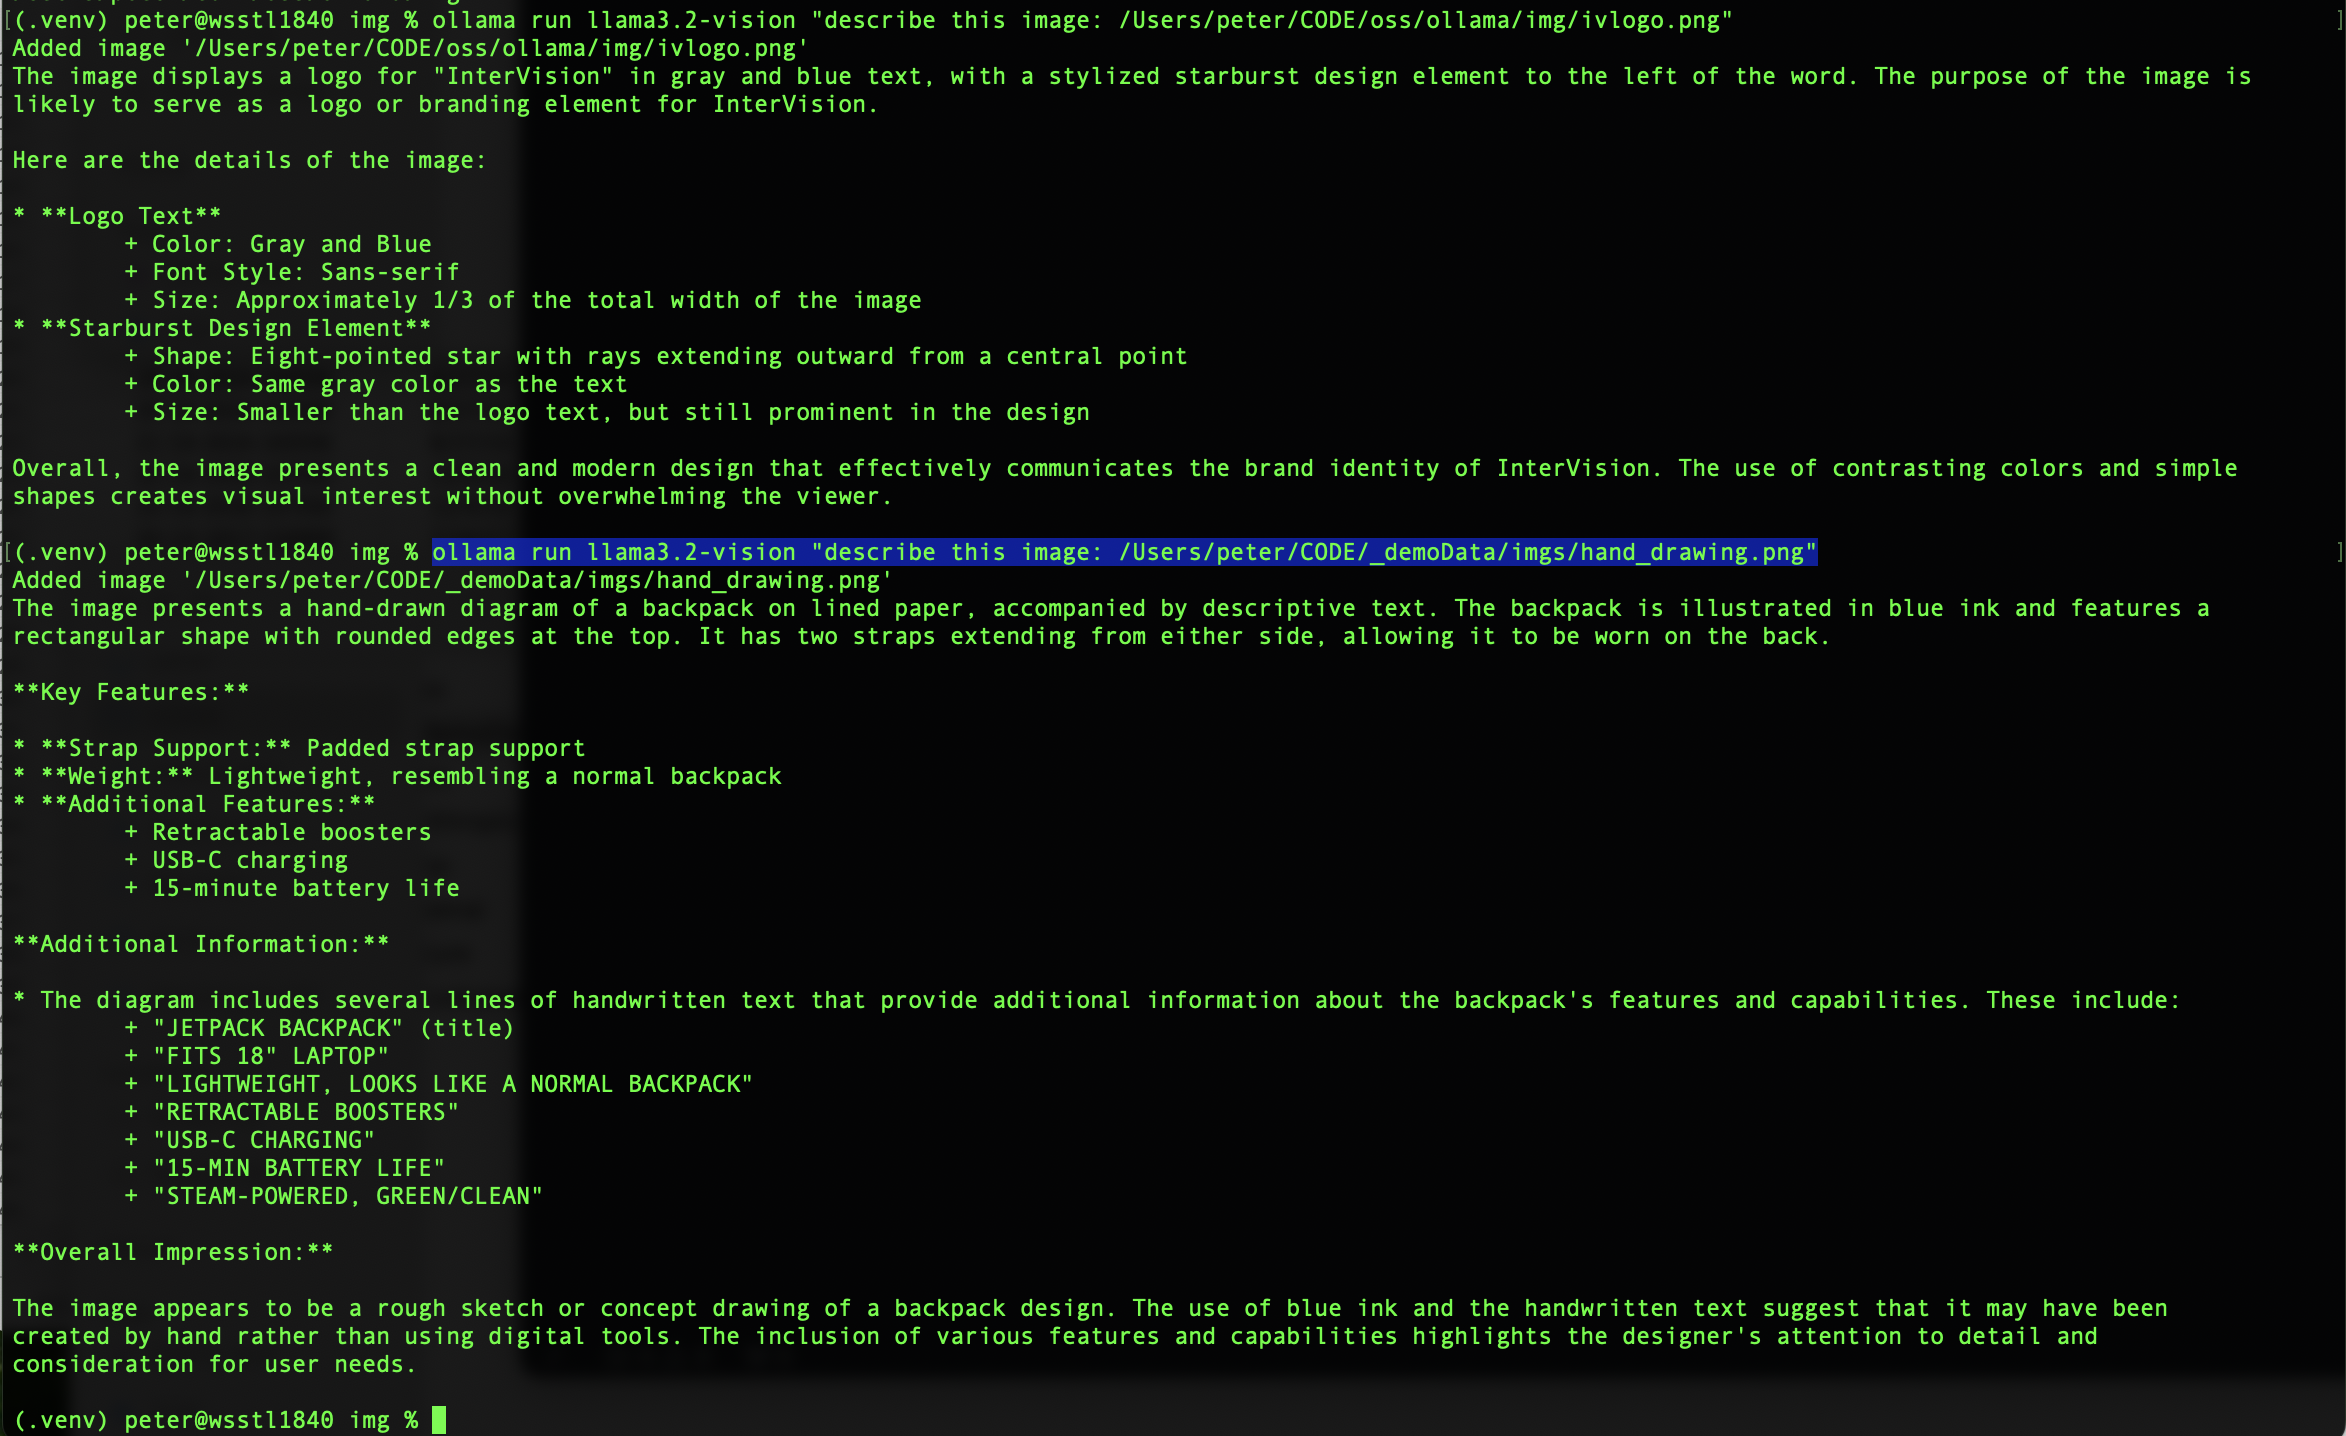 (.venv) peter@wsstl1840 img % ollama run llama3.2-vision "describe this image: /Users/peter/CODE/oss/ollama/img/ivlogo.png"
Added image '/Users/peter/CODE/oss/ollama/img/ivlogo.png'
The image displays a logo for "InterVision" in gray and blue text, with a stylized starburst design element to the left of the word. The purpose of the image is
likely to serve as a logo or branding element for InterVision.
Here are the details of the image:
* **Logo Text**
+ Color: Gray and Blue
+ Font Style: Sans-serif
+ Size: Approximately 1/3 of the total width of the image
* **Starburst Design Element**
+ Shape: Eight-pointed star with rays extending outward from a central point
+ Color: Same gray color as the text
+ Size: Smaller than the logo text, but still prominent in the design
Overall, the image presents a clean and modern design that effectively communicates the brand identity of InterVision. The use of contrasting colors and simple
shapes creates visual interest without overwhelming the viewer.
(.venv) peter@wsstl1840 img % ollama run llama3.2-vision "describe this image: /Users/peter/CODE/_demoData/imgs/hand_drawing.png"
Added image '/Users/peter/CODE/_demoData/imgs/hand_drawing.png'
The image presents a hand-drawn diagram of a backpack on lined paper, accompanied by descriptive text. The backpack is illustrated in blue ink and features a
rectangular shape with rounded edges at the top. It has two straps extending from either side, allowing it to be worn on the back.
**Key Features:**
* **Strap Support:** Padded strap support
* **Weight:** Lightweight, resembling a normal backpack
* **Additional Features:**
+ Retractable boosters
+ USB-C charging
+ 15-minute battery life
**Additional Information:**
* The diagram includes several lines of handwritten text that provide additional information about the backpack's features and capabilities. These include:
+ "JETPACK BACKPACK" (title)
+ "FITS 18" LAPTOP"
+ "LIGHTWEIGHT, LOOKS LIKE A NORMAL BACKPACK"
+ "RETRACTABLE BOOSTERS"
+ "USB-C CHARGING"
+ "15-MIN BATTERY LIFE"
+ "STEAM-POWERED, GREEN/CLEAN"
**Overall Impression:**
The image appears to be a rough sketch or concept drawing of a backpack design. The use of blue ink and the handwritten text suggest that it may have been
created by hand rather than using digital tools. The inclusion of various features and capabilities highlights the designer's attention to detail and
consideration for user needs.
(.venv) peter@wsstl1840 img %